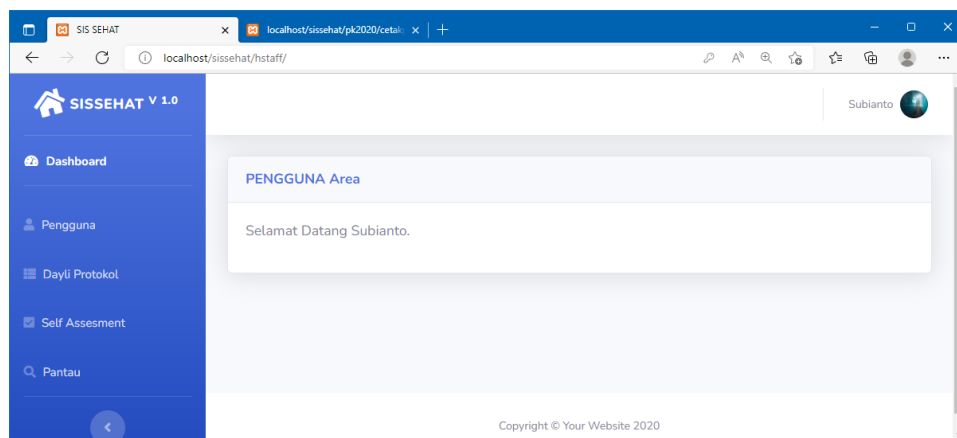 SIS SEHAT
localhost/sissehat/pk2020/cetak
localhost/sissehat/hstaff/
SISSEHAT V 1.0
Subianto
Dashboard
PENGGUNA Area
Pengguna
Selamat Datang Subianto.
Dayli Protokol
Self Assesment
Pantau
Copyright © Your Website 2020